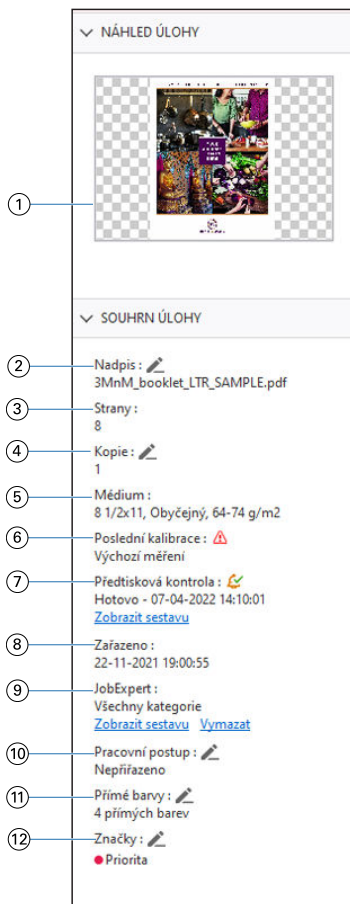 NÁHLED ÚLOHY
1
SOUHRN ÚLOHY
2 Nadpis :
3MnM_booklet_LTR_SAMPLE.pdf
3 Strany :
8
4 Kopie :
1
5 Médium :
8 1/2x11, Obyčejný, 64-74 g/m2
6 Poslední kalibrace :
Výchozí měření
7 Předtisková kontrola :
Hotovo - 07-04-2022 14:10:01
Zobrazit sestavu
8 Zařazeno :
22-11-2021 19:00:55
9 JobExpert :
Všechny kategorie
Zobrazit sestavu Vymazat
10 Pracovní postup :
Nepřiřazeno
11 Přímé barvy :
4 přímých barev
12 Značky :
Priorita